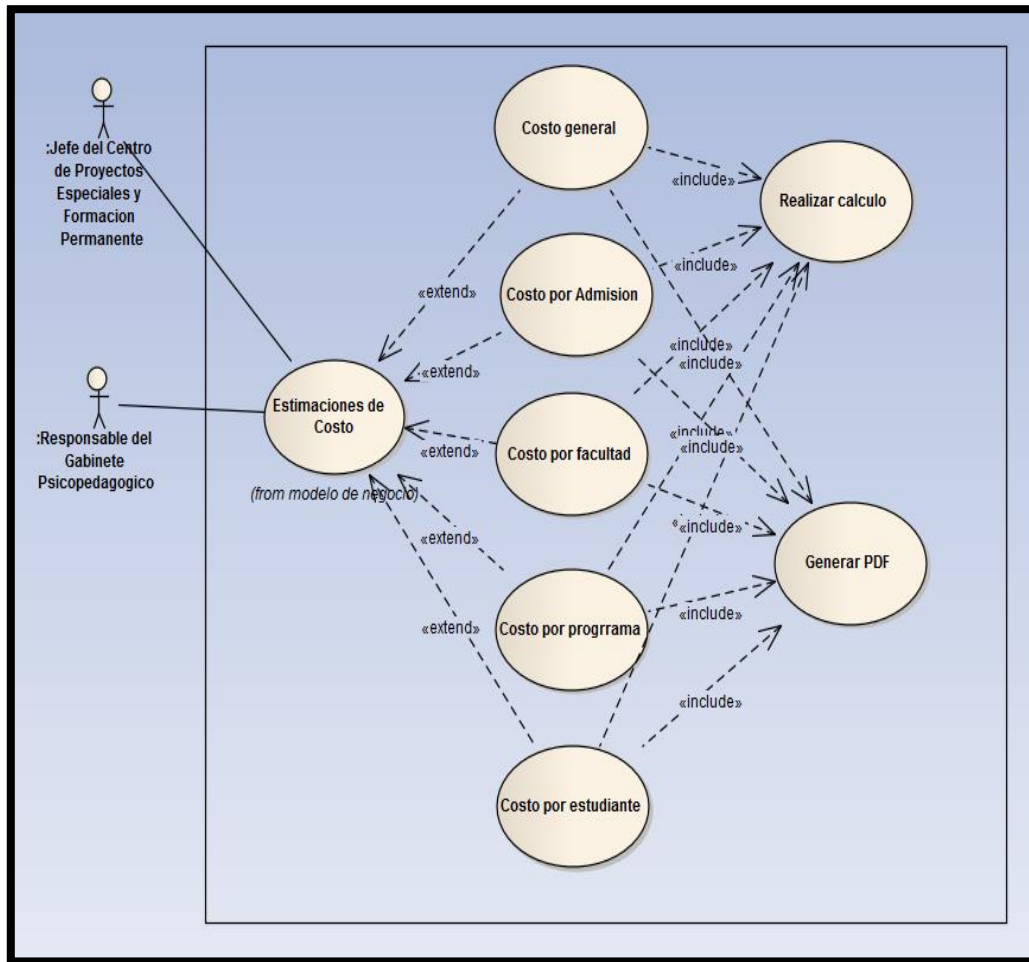 :Jefe del Centro
de Proyectos
Especiales y
Formacion
Permanente
:Responsable del
Gabinete
Psicopedagogico
Estimaciones de
Costo
(from modelo de negocio)
Costo general
Costo por Admision
Costo por facultad
Costo por progrrama
Costo por estudiante
Realizar calculo
Generar PDF
«extend»
«extend»
«extend»
«extend»
«extend»
«include»
«include»
«include»
«include»
«include»
«include»
«include»
«include»
«include»